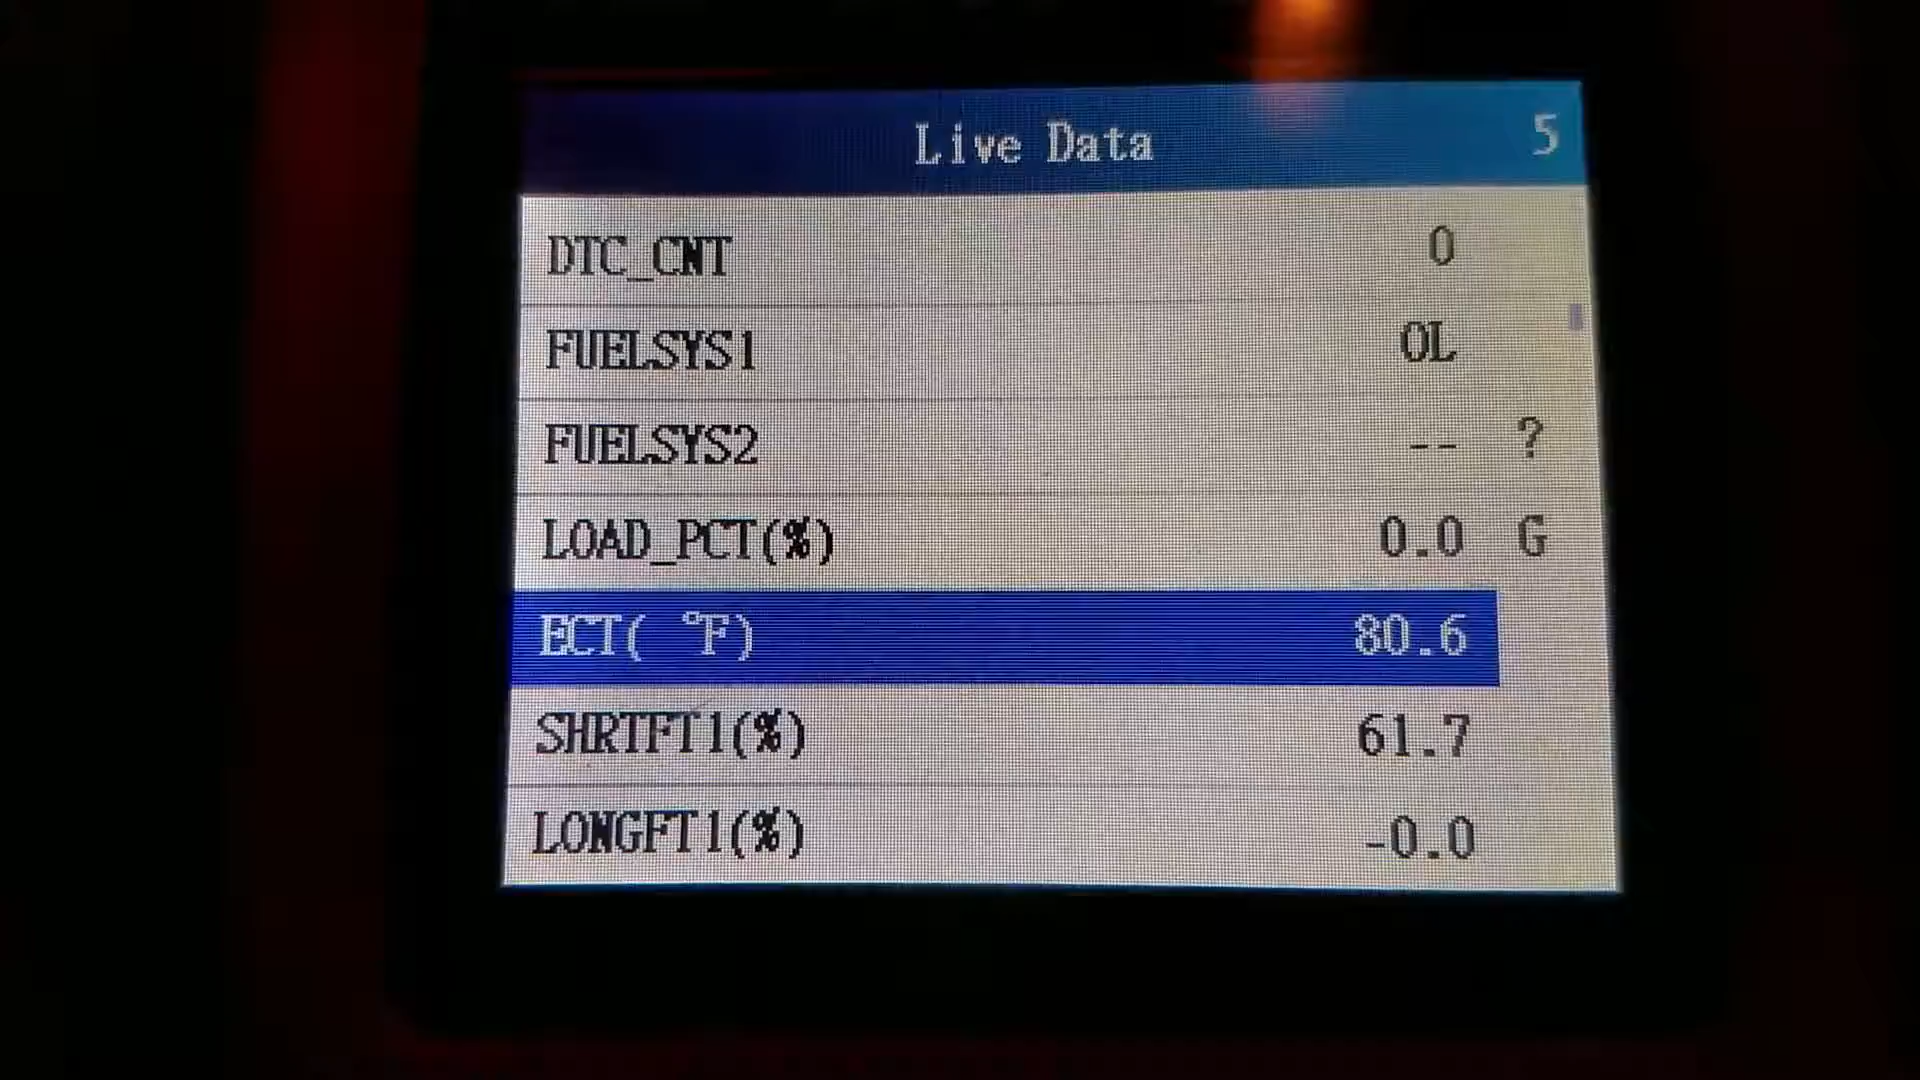 Live Data 5
DTC_CNT 0
FUELSYS1 OL
FUELSYS2 -- ?
LOAD_PCT(%) 0.0 G
ECT( °F) 80.6
SHRTFT1(%) 61.7
LONGFT1(%) -0.0